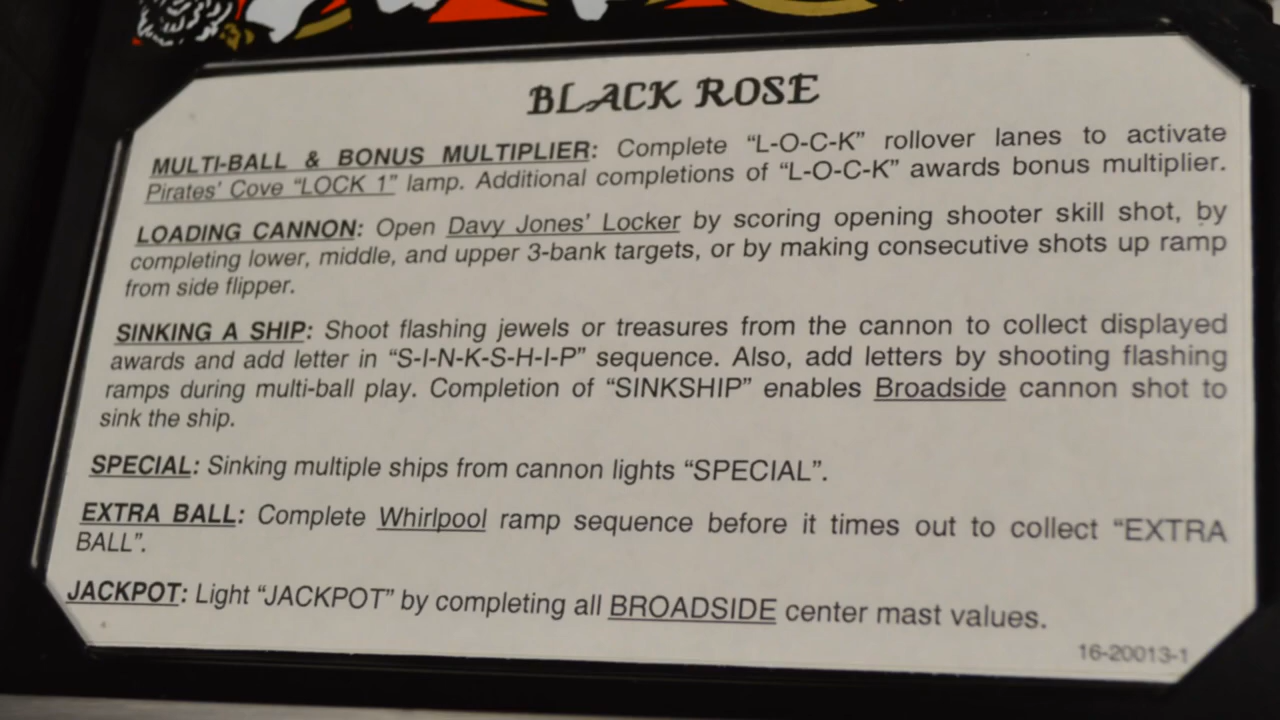 BLACK ROSE
MULTI-BALL & BONUS MULTIPLIER: Complete “L-O-C-K” rollover lanes to activate
Pirates’ Cove “LOCK 1” lamp. Additional completions of “L-O-C-K” awards bonus multiplier.
LOADING CANNON: Open Davy Jones’ Locker by scoring opening shooter skill shot, by
completing lower, middle, and upper 3-bank targets, or by making consecutive shots up ramp
from side flipper.
SINKING A SHIP: Shoot flashing jewels or treasures from the cannon to collect displayed
awards and add letter in “S-I-N-K-S-H-I-P” sequence. Also, add letters by shooting flashing
ramps during multi-ball play. Completion of “SINKSHIP” enables Broadside cannon shot to
sink the ship.
SPECIAL: Sinking multiple ships from cannon lights “SPECIAL”.
EXTRA BALL: Complete Whirlpool ramp sequence before it times out to collect “EXTRA
BALL”.
JACKPOT: Light “JACKPOT” by completing all BROADSIDE center mast values.
16-20013-1